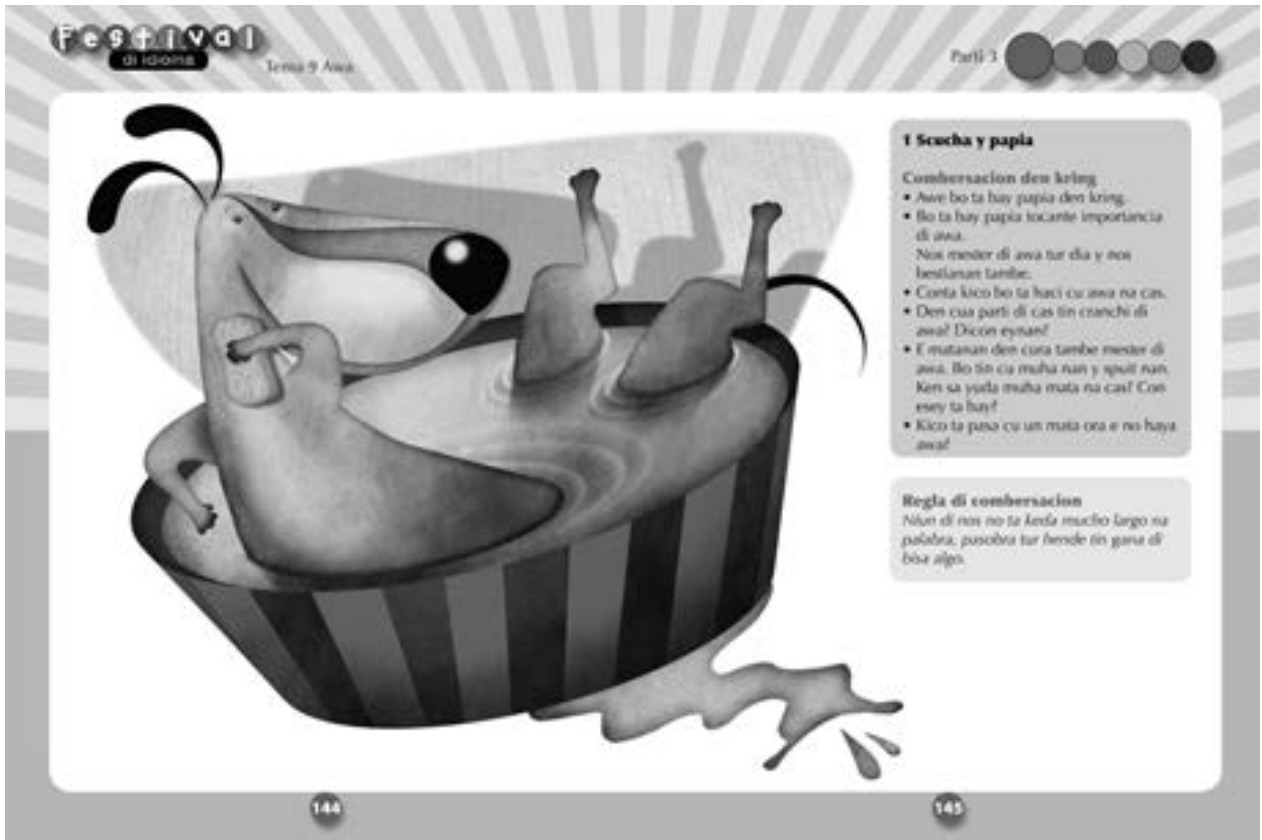 Festival
di idioma
Tema 9 Awa
Parti 3
1 Scucha y papia
Combersacion den kring
• Awe bo ta bay papia den kring.
• Bo ta bay papia tocante importancia
di awa.
Nos mester di awa tur dia y nos
bestianan tambe.
• Conta kico bo ta haci cu awa na cas.
• Den cua parti di cas tin cranchi di
awa? Dicon eynan?
• E matanan den cura tambe mester di
awa. Bo tin cu muha nan y spuit nan.
Ken sa yuda muha mata na cas? Con
esey ta bay?
• Kico ta pasa cu un mata ora e no haya
awa?
Regla di combersacion
Niun di nos no ta keda mucho largo na
palabra, pasobra tur hende tin gana di
bisa algo.
144
145